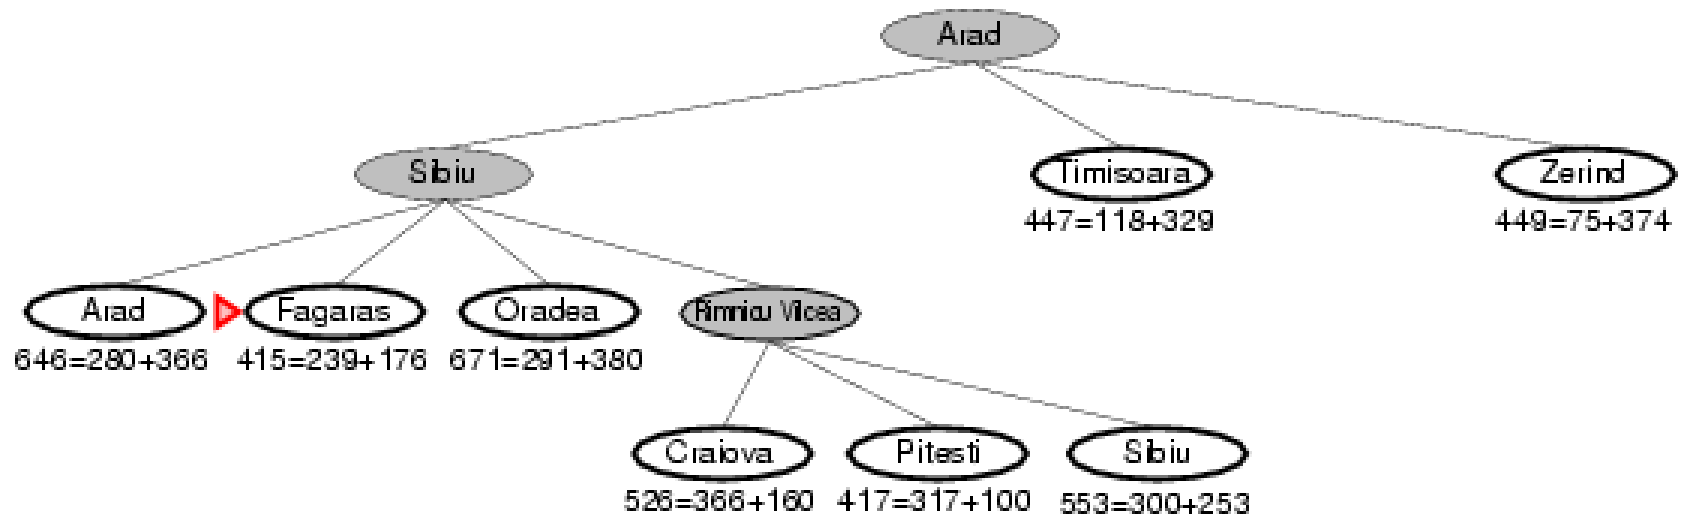 Arad
Sibiu
Timisoara
Zerind
447=118+329
449=75+374
Arad
Fagaras
Oradea
Rimnicu Vilcea
646=280+366
415=239+176
671=291+380
Craiova
Pitesti
Sibiu
526=366+160
417=317+100
553=300+253